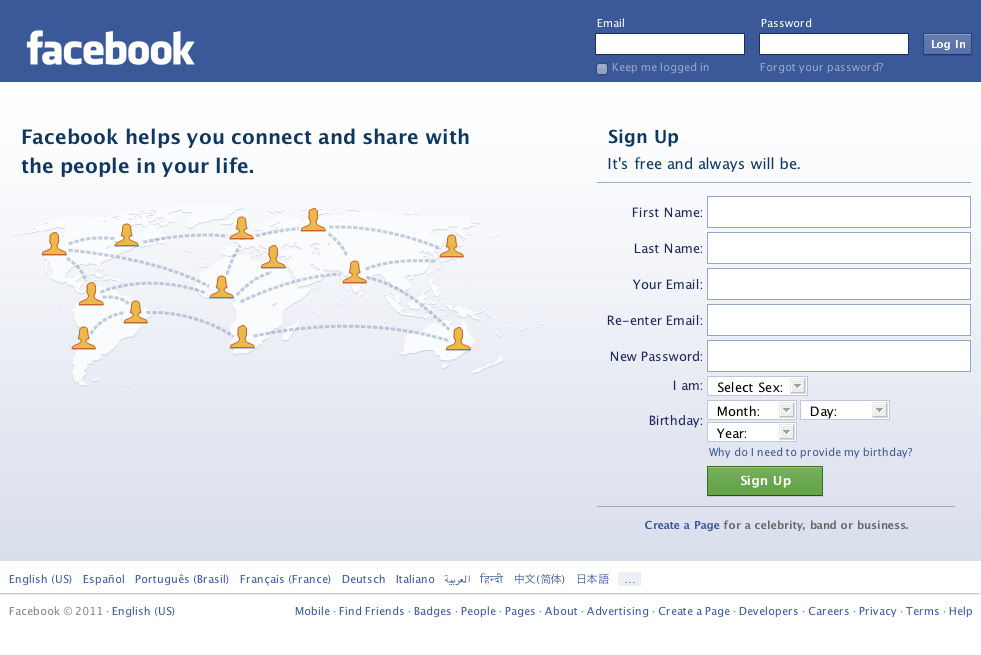 facebook
Email Password
Log In
Keep me logged in Forgot your password?
Facebook helps you connect and share with
the people in your life.
Sign Up
It's free and always will be.
First Name:
Last Name:
Your Email:
Re-enter Email:
New Password:
I am: Select Sex:
Birthday: Month: Day:
Year:
Why do I need to provide my birthday?
Sign Up
Create a Page for a celebrity, band or business.
English (US) Español Português (Brasil) Français (France) Deutsch Italiano العربية हिन्दी 中文(简体) 日本語 ...
Facebook © 2011 · English (US) Mobile · Find Friends · Badges · People · Pages · About · Advertising · Create a Page · Developers · Careers · Privacy · Terms · Help